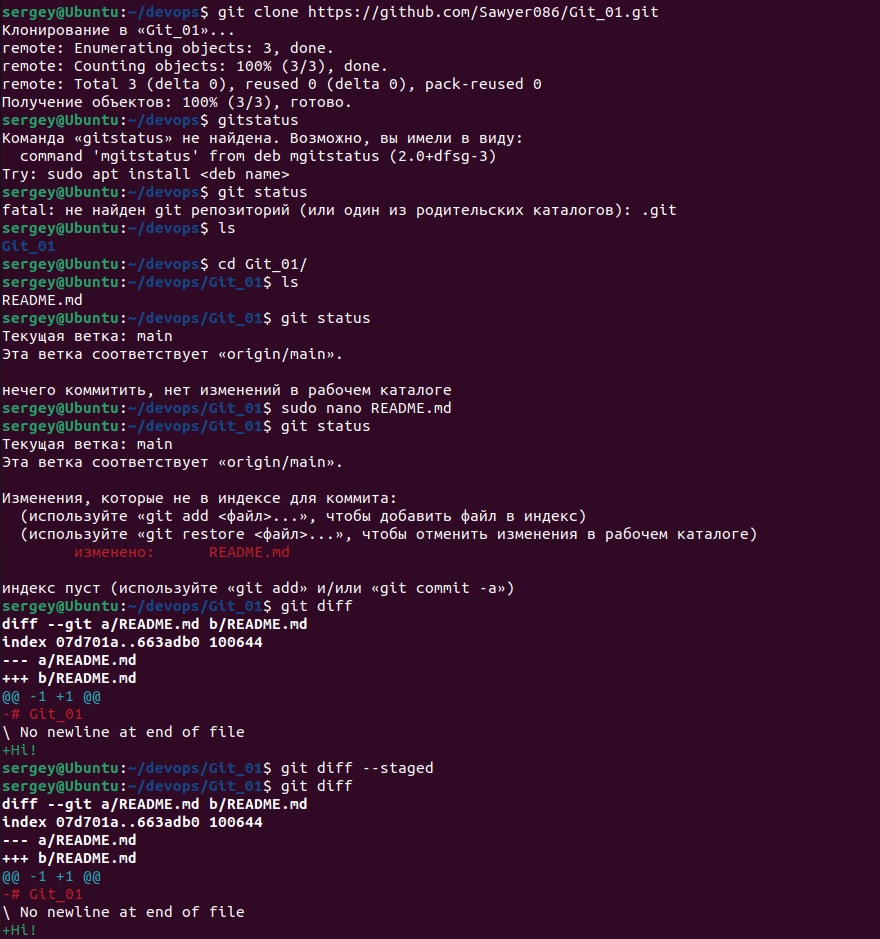 sergey@Ubuntu:~/devops$ git clone https://github.com/Sawyer086/Git_01.git
Клонирование в «Git_01»...
remote: Enumerating objects: 3, done.
remote: Counting objects: 100% (3/3), done.
remote: Total 3 (delta 0), reused 0 (delta 0), pack-reused 0
Получение объектов: 100% (3/3), готово.
sergey@Ubuntu:~/devops$ gitstatus
Команда «gitstatus» не найдена. Возможно, вы имели в виду:
  command 'mgitstatus' from deb mgitstatus (2.0+dfsg-3)
Try: sudo apt install <deb name>
sergey@Ubuntu:~/devops$ git status
fatal: не найден git репозиторий (или один из родительских каталогов): .git
sergey@Ubuntu:~/devops$ ls
Git_01
sergey@Ubuntu:~/devops$ cd Git_01/
sergey@Ubuntu:~/devops/Git_01$ ls
README.md
sergey@Ubuntu:~/devops/Git_01$ git status
Текущая ветка: main
Эта ветка соответствует «origin/main».

нечего коммитить, нет изменений в рабочем каталоге
sergey@Ubuntu:~/devops/Git_01$ sudo nano README.md
sergey@Ubuntu:~/devops/Git_01$ git status
Текущая ветка: main
Эта ветка соответствует «origin/main».

Изменения, которые не в индексе для коммита:
  (используйте «git add <файл>...», чтобы добавить файл в индекс)
  (используйте «git restore <файл>...», чтобы отменить изменения в рабочем каталоге)
        изменено:      README.md

индекс пуст (используйте «git add» и/или «git commit -a»)
sergey@Ubuntu:~/devops/Git_01$ git diff
diff --git a/README.md b/README.md
index 07d701a..663adb0 100644
--- a/README.md
+++ b/README.md
@@ -1 +1 @@
-# Git_01
\ No newline at end of file
+Hi!
sergey@Ubuntu:~/devops/Git_01$ git diff --staged
sergey@Ubuntu:~/devops/Git_01$ git diff
diff --git a/README.md b/README.md
index 07d701a..663adb0 100644
--- a/README.md
+++ b/README.md
@@ -1 +1 @@
-# Git_01
\ No newline at end of file
+Hi!